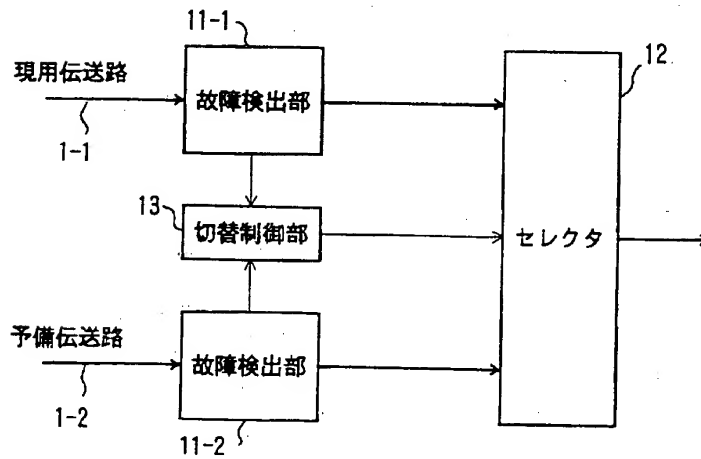 11-1
12
現用伝送路
故障検出部
1-1
13
切替制御部
セレクタ
予備伝送路
故障検出部
1-2
11-2